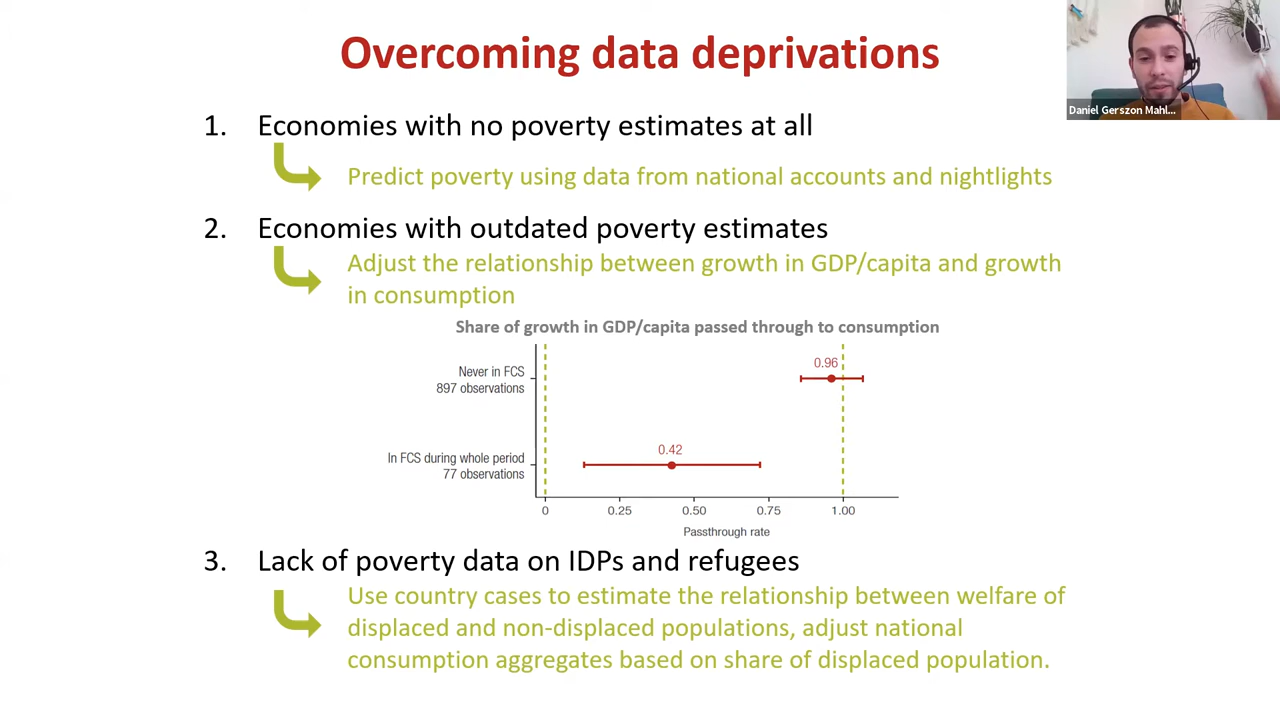 Overcoming data deprivations
Daniel Gerszon Mahl...
1. Economies with no poverty estimates at all
Predict poverty using data from national accounts and nightlights
2. Economies with outdated poverty estimates
Adjust the relationship between growth in GDP/capita and growth
in consumption
Share of growth in GDP/capita passed through to consumption
0.96
Never in FCS
897 observations
0.42
In FCS during whole period
77 observations
0 0.25 0.50 0.75 1.00
Passthrough rate
3. Lack of poverty data on IDPs and refugees
Use country cases to estimate the relationship between welfare of
displaced and non-displaced populations, adjust national
consumption aggregates based on share of displaced population.